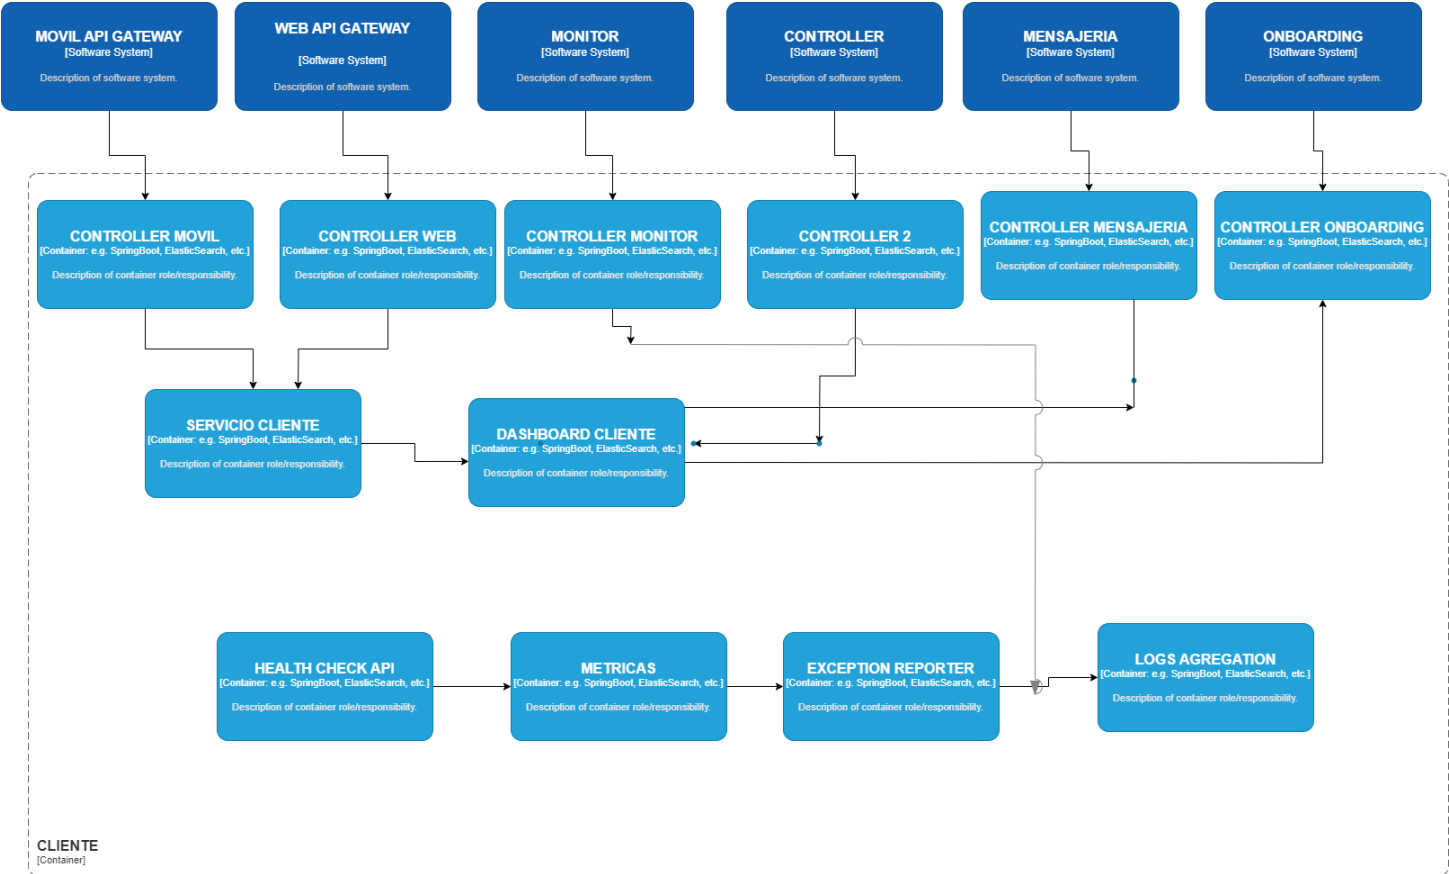 MOVIL API GATEWAY
[Software System]
Description of software system.
WEB API GATEWAY
[Software System]
Description of software system.
MONITOR
[Software System]
Description of software system.
CONTROLLER
[Software System]
Description of software system.
MENSAJERIA
[Software System]
Description of software system.
ONBOARDING
[Software System]
Description of software system.
CONTROLLER MOVIL
[Container: e.g. SpringBoot, ElasticSearch, etc.]
Description of container role/responsibility.
CONTROLLER WEB
[Container: e.g. SpringBoot, ElasticSearch, etc.]
Description of container role/responsibility.
CONTROLLER MONITOR
[Container: e.g. SpringBoot, ElasticSearch, etc.]
Description of container role/responsibility.
CONTROLLER 2
[Container: e.g. SpringBoot, ElasticSearch, etc.]
Description of container role/responsibility.
CONTROLLER MENSAJERIA
[Container: e.g. SpringBoot, ElasticSearch, etc.]
Description of container role/responsibility.
CONTROLLER ONBOARDING
[Container: e.g. SpringBoot, ElasticSearch, etc.]
Description of container role/responsibility.
SERVICIO CLIENTE
[Container: e.g. SpringBoot, ElasticSearch, etc.]
Description of container role/responsibility.
DASHBOARD CLIENTE
[Container: e.g. SpringBoot, ElasticSearch, etc.]
Description of container role/responsibility.
HEALTH CHECK API
[Container: e.g. SpringBoot, ElasticSearch, etc.]
Description of container role/responsibility.
METRICAS
[Container: e.g. SpringBoot, ElasticSearch, etc.]
Description of container role/responsibility.
EXCEPTION REPORTER
[Container: e.g. SpringBoot, ElasticSearch, etc.]
Description of container role/responsibility.
LOGS AGREGATION
[Container: e.g. SpringBoot, ElasticSearch, etc.]
Description of container role/responsibility.
CLIENTE
[Container]